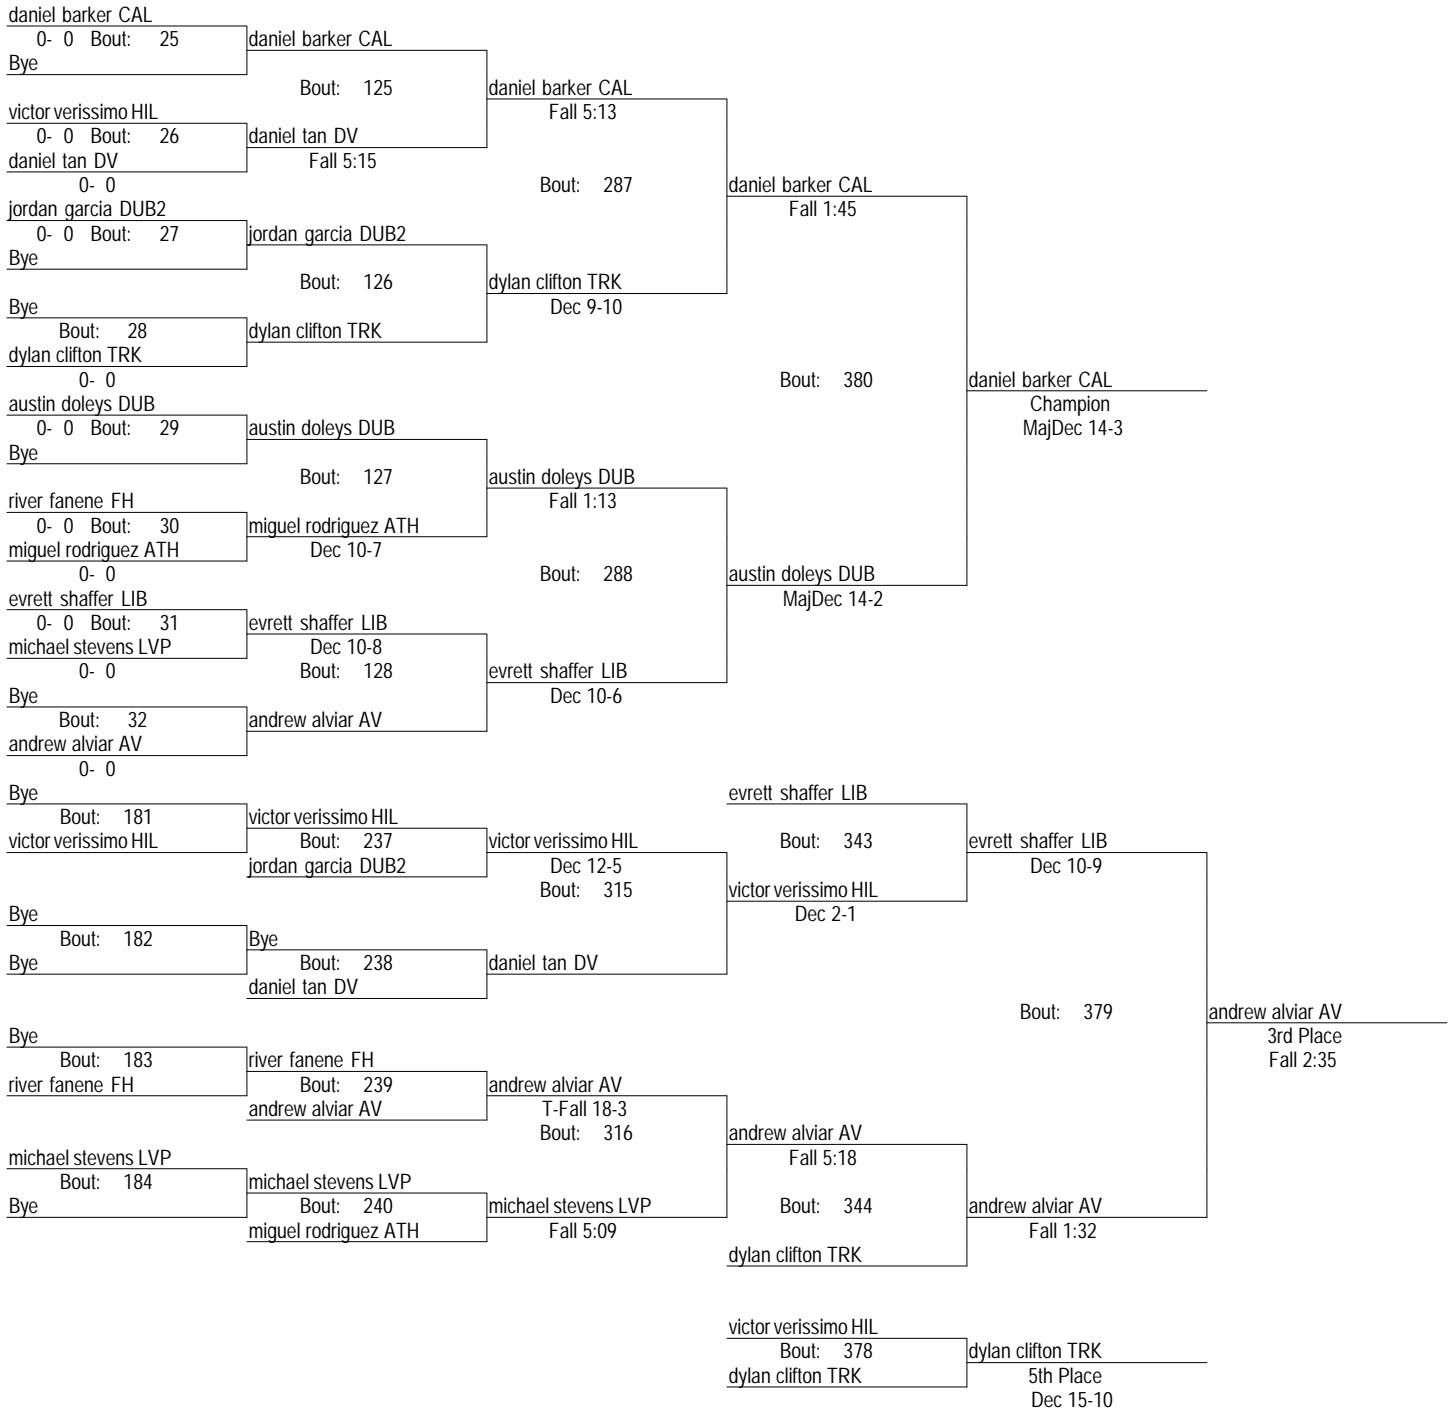 daniel barker CAL
0- 0 Bout: 25
Bye
daniel barker CAL
Bout: 125
victor verissimo HIL
0- 0 Bout: 26
daniel tan DV
0- 0
daniel tan DV
Fall 5:15
daniel barker CAL
Fall 5:13
Bout: 287
jordan garcia DUB2
0- 0 Bout: 27
Bye
jordan garcia DUB2
Bout: 126
Bye
Bout: 28
dylan clifton TRK
0- 0
dylan clifton TRK
dylan clifton TRK
Dec 9-10
daniel barker CAL
Fall 1:45
Bout: 380
austin doleys DUB
0- 0 Bout: 29
Bye
austin doleys DUB
Bout: 127
river fanene FH
0- 0 Bout: 30
miguel rodriguez ATH
0- 0
miguel rodriguez ATH
Dec 10-7
austin doleys DUB
Fall 1:13
Bout: 288
evrett shaffer LIB
0- 0 Bout: 31
michael stevens LVP
0- 0
evrett shaffer LIB
Dec 10-8
Bout: 128
Bye
Bout: 32
andrew alviar AV
0- 0
andrew alviar AV
evrett shaffer LIB
Dec 10-6
austin doleys DUB
MajDec 14-2
daniel barker CAL
Champion
MajDec 14-3
Bye
Bout: 181
victor verissimo HIL
victor verissimo HIL
Bout: 237
jordan garcia DUB2
victor verissimo HIL
Dec 12-5
Bout: 315
Bye
Bout: 182
Bye
Bye
Bout: 238
daniel tan DV
daniel tan DV
evrett shaffer LIB
Bout: 343
victor verissimo HIL
Dec 2-1
evrett shaffer LIB
Dec 10-9
Bout: 379
Bye
Bout: 183
river fanene FH
river fanene FH
Bout: 239
andrew alviar AV
andrew alviar AV
T-Fall 18-3
Bout: 316
michael stevens LVP
Bout: 184
Bye
michael stevens LVP
Bout: 240
miguel rodriguez ATH
michael stevens LVP
Fall 5:09
andrew alviar AV
Fall 5:18
Bout: 344
dylan clifton TRK
andrew alviar AV
Fall 1:32
andrew alviar AV
3rd Place
Fall 2:35
victor verissimo HIL
Bout: 378
dylan clifton TRK
dylan clifton TRK
5th Place
Dec 15-10